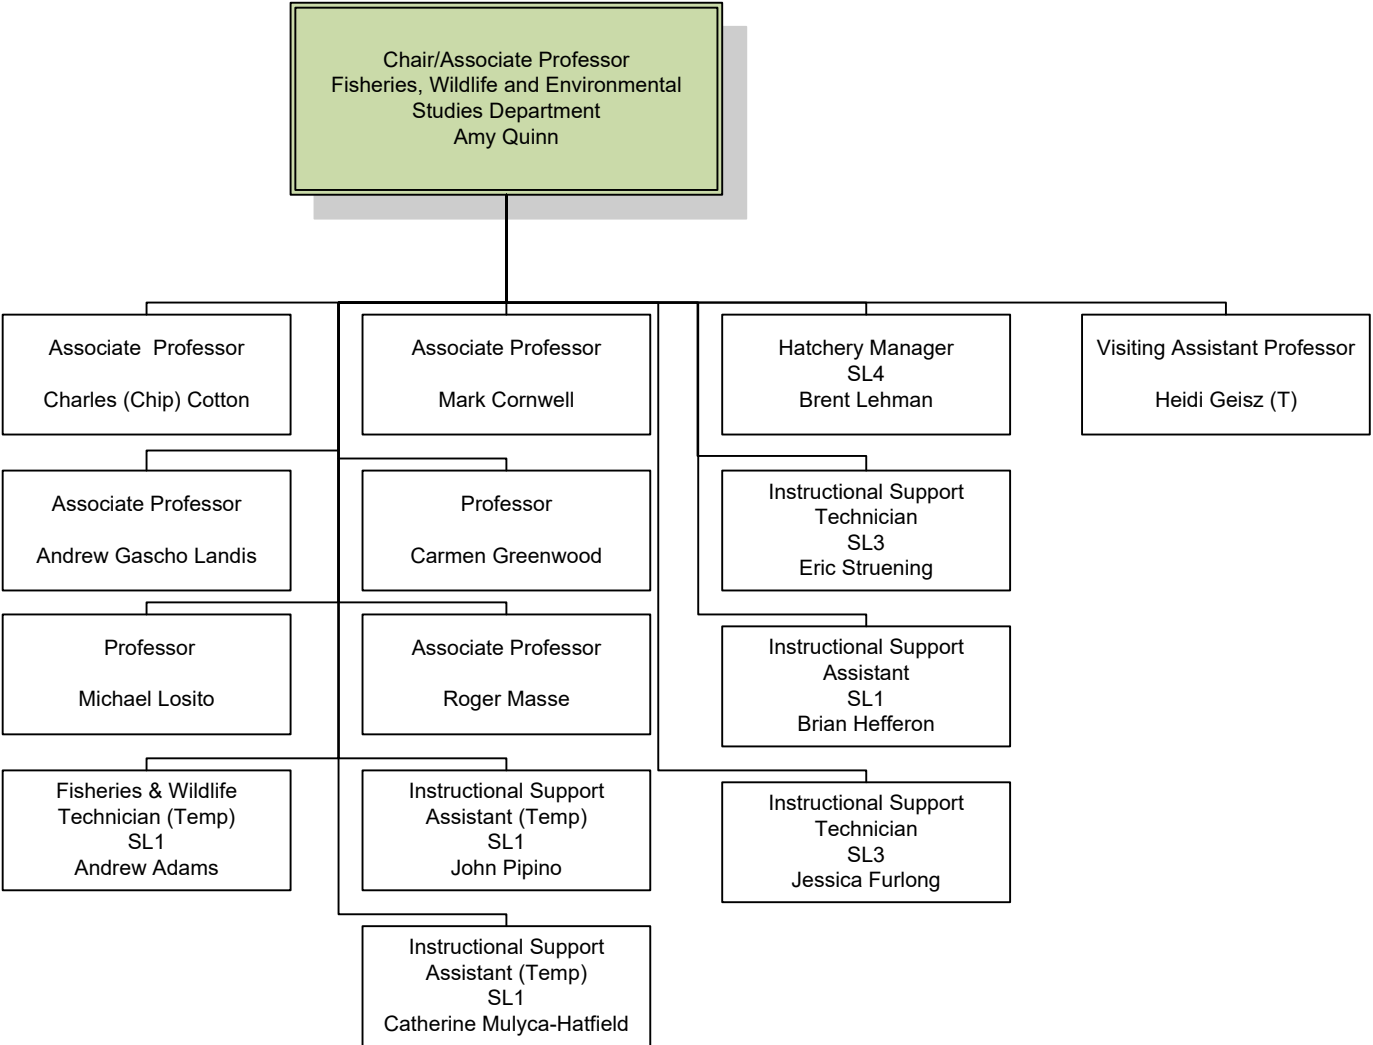 Chair/Associate Professor
Fisheries, Wildlife and Environmental
Studies Department
Amy Quinn
Associate  Professor
Charles (Chip) Cotton
Associate Professor
Mark Cornwell
Hatchery Manager
SL4
Brent Lehman
Visiting Assistant Professor
Heidi Geisz (T)
Associate Professor
Andrew Gascho Landis
Professor
Carmen Greenwood
Instructional Support
Technician
SL3
Eric Struening
Professor
Michael Losito
Associate Professor
Roger Masse
Instructional Support
Assistant
SL1
Brian Hefferon
Fisheries & Wildlife
Technician (Temp)
SL1
Andrew Adams
Instructional Support
Assistant (Temp)
SL1
John Pipino
Instructional Support
Technician
SL3
Jessica Furlong
Instructional Support
Assistant (Temp)
SL1
Catherine Mulyca-Hatfield